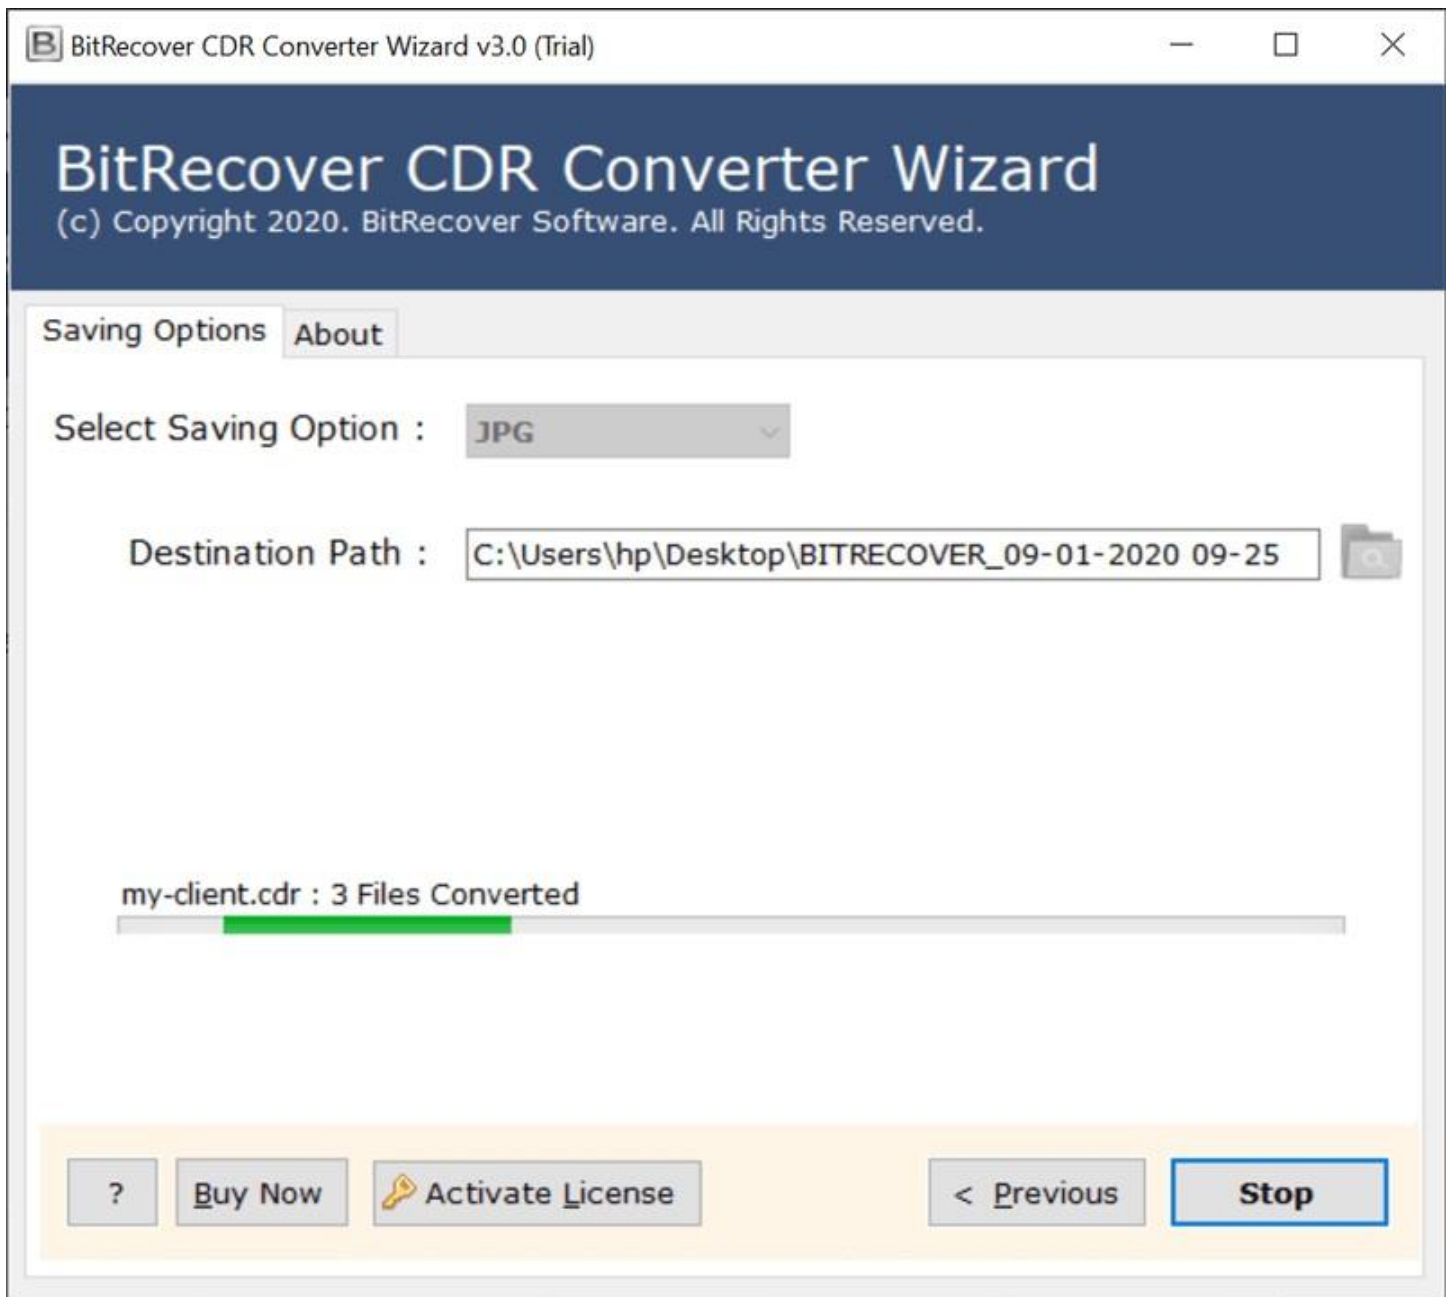 BitRecover CDR Converter Wizard v3.0 (Trial)
BitRecover CDR Converter Wizard
(c) Copyright 2020. BitRecover Software. All Rights Reserved.
Saving Options About
Select Saving Option : JPG
Destination Path : C:\Users\hp\Desktop\BITRECOVER_09-01-2020 09-25
my-client.cdr : 3 Files Converted
? Buy Now Activate License < Previous Stop